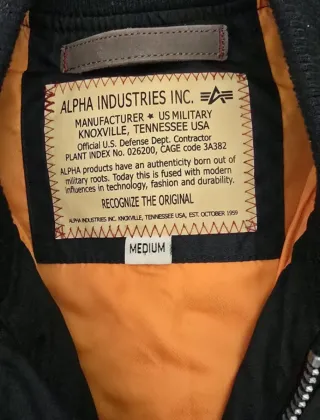 ALPHA INDUSTRIES INC.
MANUFACTURER ★ US MILITARY
KNOXVILLE, TENNESSEE USA
Official U.S. Defense Dept. Contractor
PLANT INDEX No. 026200, CAGE code 3A382
ALPHA products have an authenticity born out of
military roots. Today this is fused with modern
influences in technology, fashion and durability.
RECOGNIZE THE ORIGINAL
ALPHA INDUSTRIES INC. KNOXVILLE, TENNESSEE USA, EST. OCTOBER 1959
MEDIUM